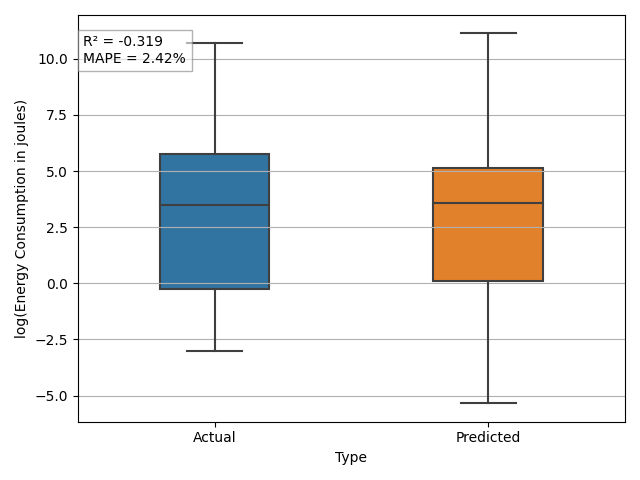 R² = -0.319
MAPE = 2.42%
10.0
7.5
5.0
2.5
0.0
−2.5
−5.0
log(Energy Consumption in joules)
Actual
Predicted
Type